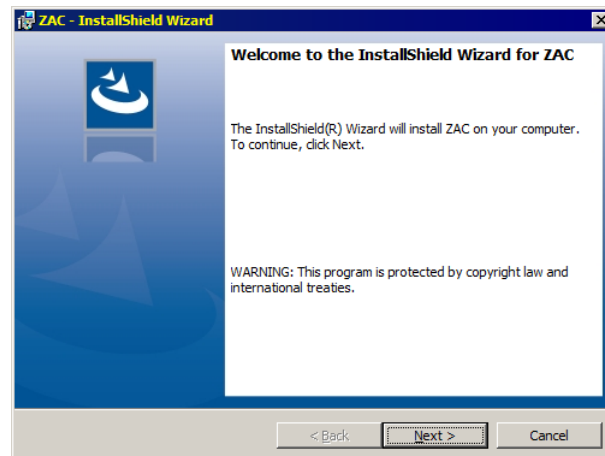 ZAC - InstallShield Wizard
Welcome to the InstallShield Wizard for ZAC
The InstallShield(R) Wizard will install ZAC on your computer.
To continue, click Next.
WARNING: This program is protected by copyright law and
international treaties.
< Back
Next >
Cancel